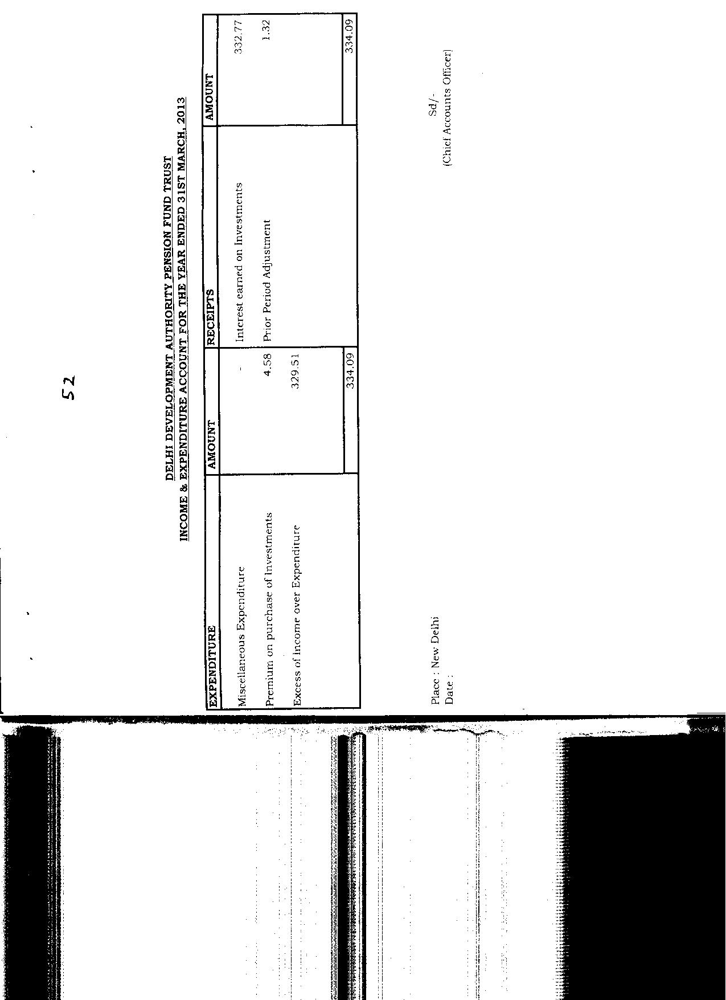 52
DELHI DEVELOPMENT AUTHORITY PENSION FUND TRUST
INCOME & EXPENDITURE ACCOUNT FOR THE YEAR ENDED 31ST MARCH, 2013
EXPENDITURE AMOUNT RECEIPTS AMOUNT
Miscellaneous Expenditure - Interest earned on Investments 332.77
Premium on purchase of Investments 4.58 Prior Period Adjustment 1.32
Excess of Income over Expenditure 329.51
334.09 334.09
Place : New Delhi Sd/-
Date : (Chief Accounts Officer)